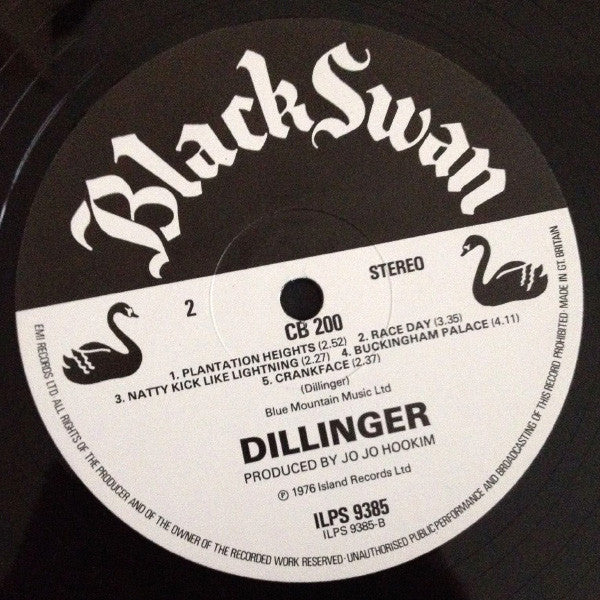 Black Swan
2
STEREO
CB 200
1. PLANTATION HEIGHTS (2.52) 2. RACE DAY (3.35)
3. NATTY KICK LIKE LIGHTNING (2.27) 4. BUCKINGHAM PALACE (4.11)
5. CRANKFACE (2.37)
(Dillinger)
Blue Mountain Music Ltd
DILLINGER
PRODUCED BY JO JO HOOKIM
℗ 1976 Island Records Ltd
ILPS 9385
ILPS 9385-B
EMI RECORDS LTD. ALL RIGHTS OF THE PRODUCER AND OF THE OWNER OF THE RECORDED WORK RESERVED-UNAUTHORISED PUBLIC PERFORMANCE AND BROADCASTING OF THIS RECORD PROHIBITED MADE IN GT. BRITAIN